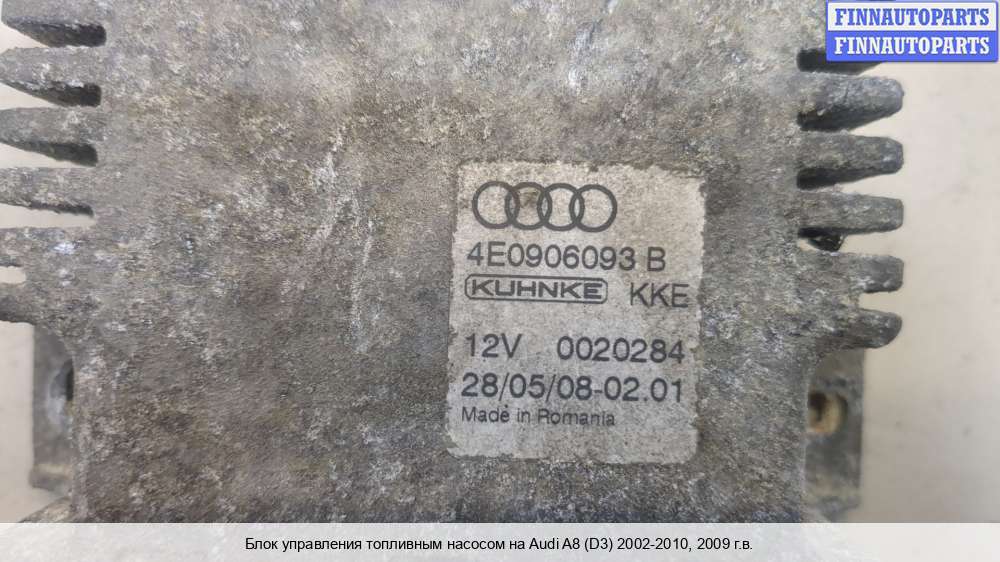 FINNAUTOPARTS
FINNAUTOPARTS
4E0906093 B
KUHNKE KKE
12V 0020284
28/05/08-02.01
Made in Romania
Блок управления топливным насосом на Audi A8 (D3) 2002-2010, 2009 г.в.